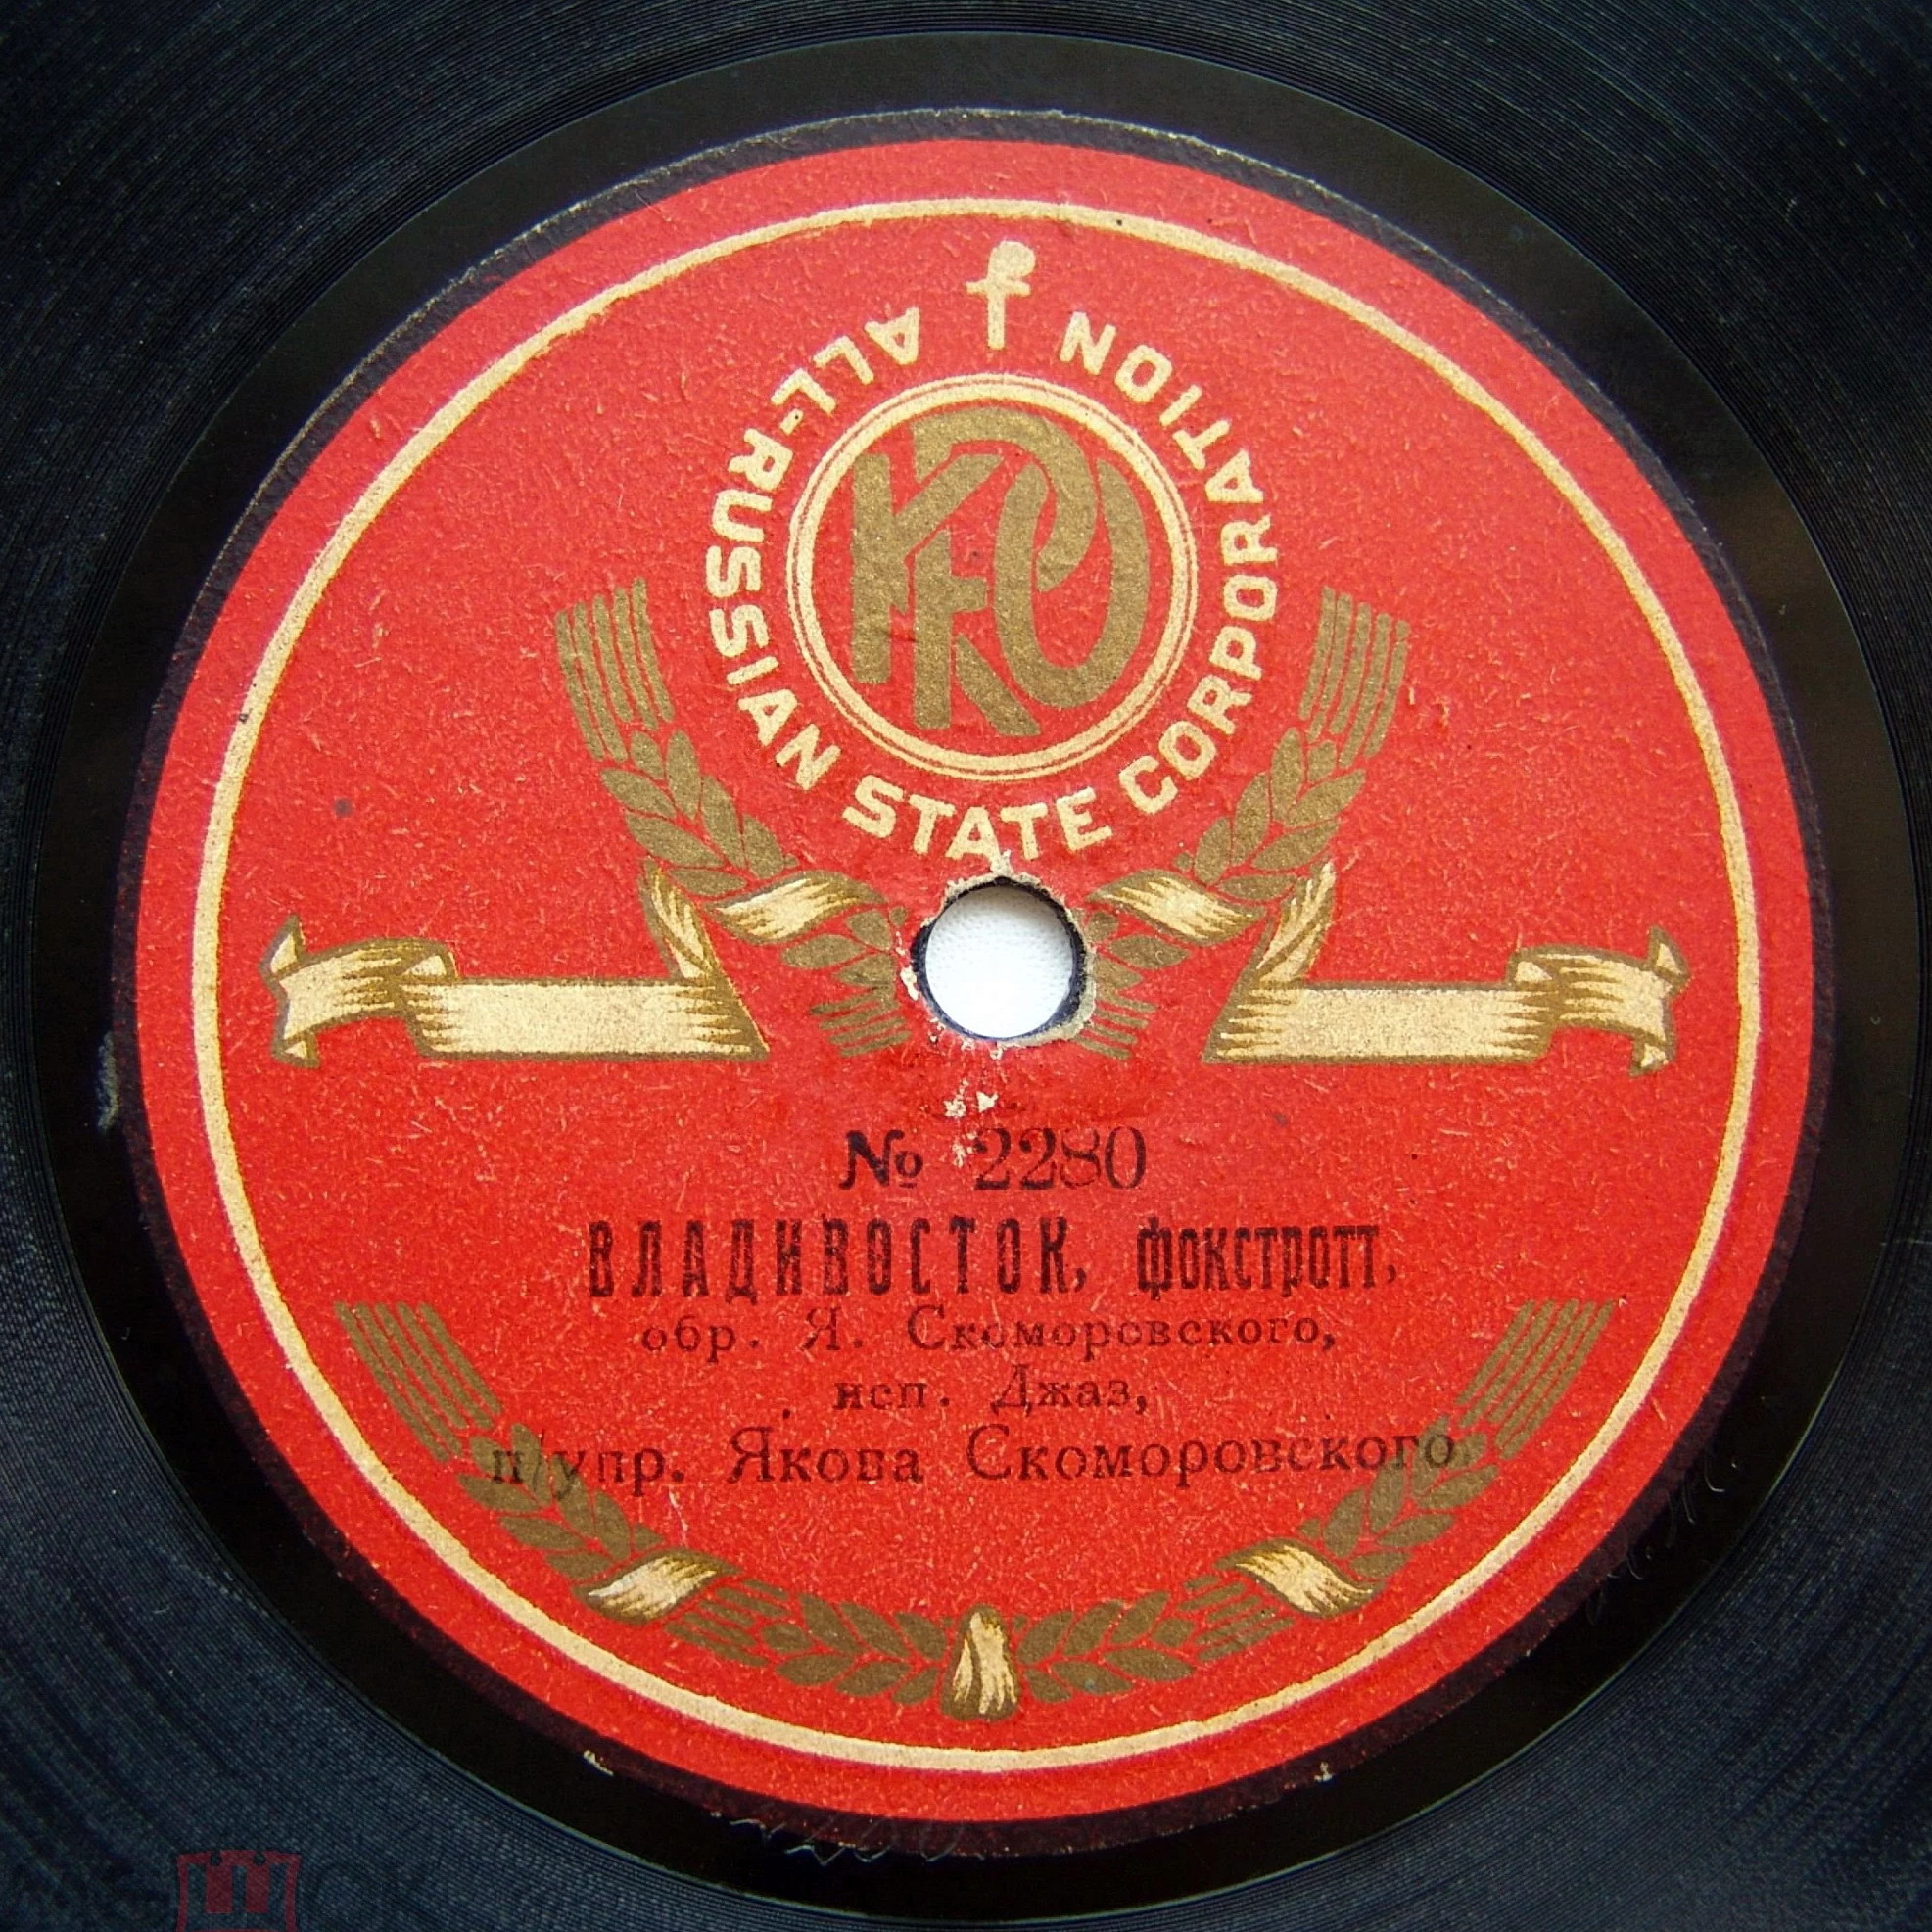 ALL-RUSSIAN STATE CORPORATION
№ 2280
ВЛАДИВОСТОК, фокстротт,
обр. Я. Скоморовского,
исп. Джаз,
п/упр. Якова Скоморовского